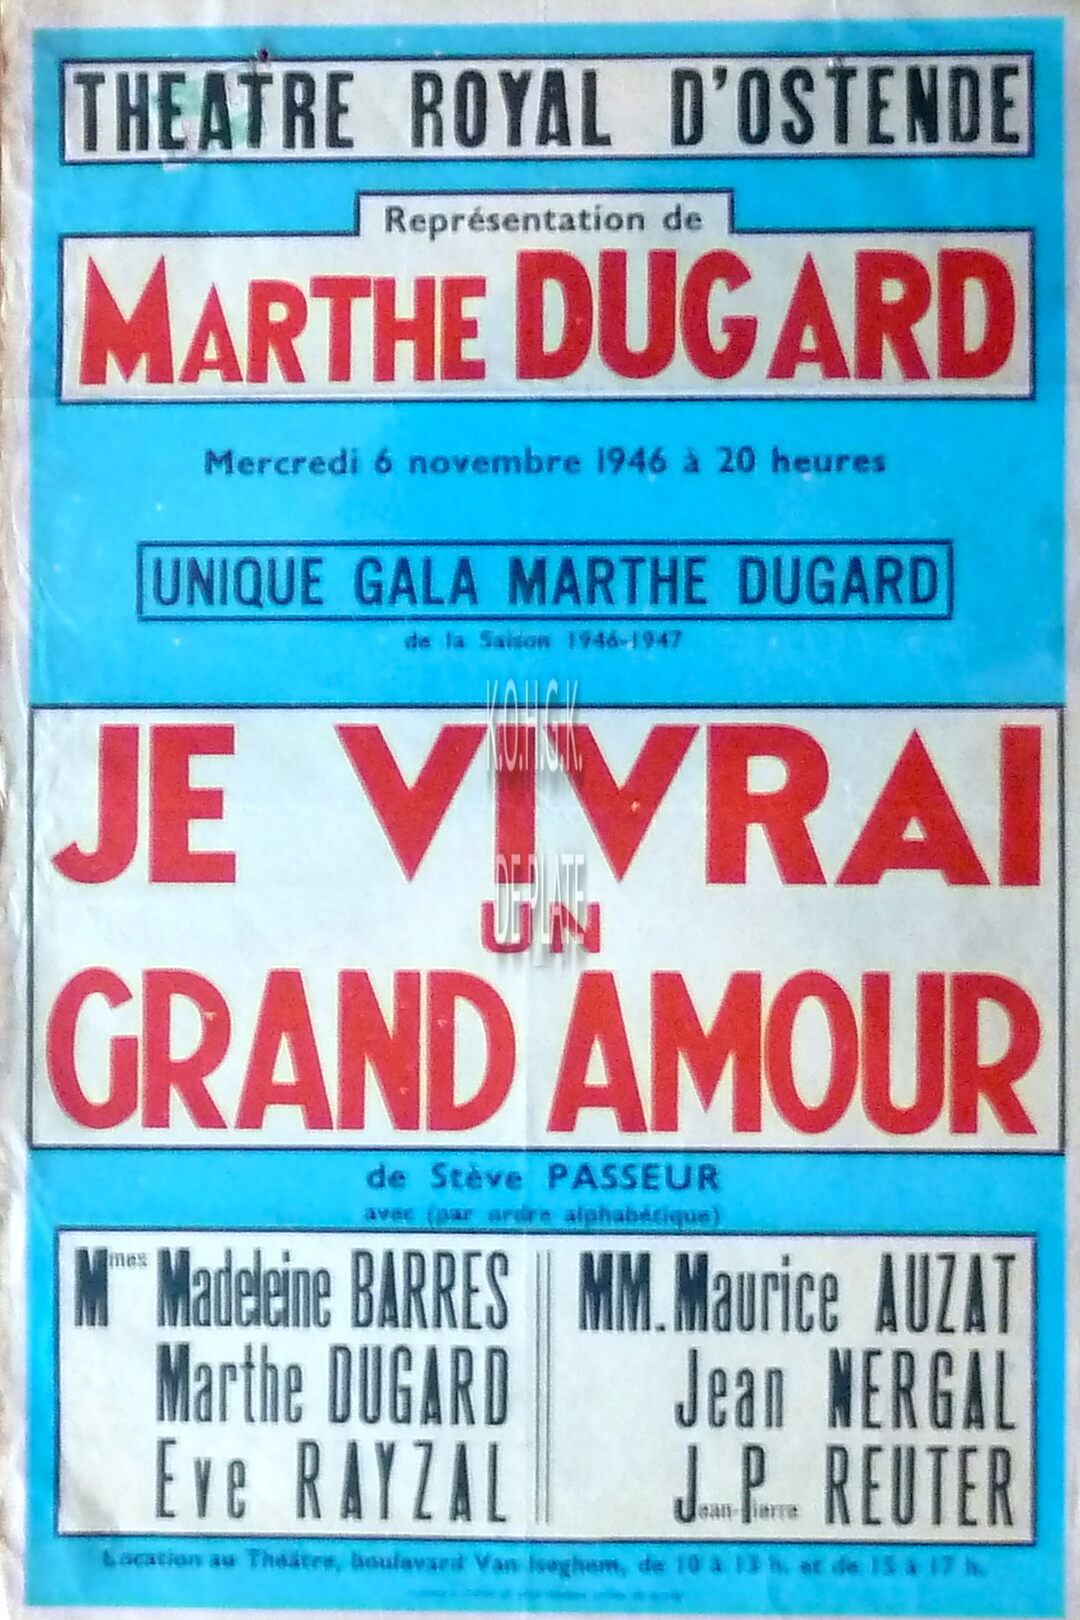 THEATRE ROYAL D'OSTENDE
Représentation de
MARTHE DUGARD
Mercredi 6 novembre 1946 à 20 heures
UNIQUE GALA MARTHE DUGARD
de la Saison 1946-1947
K.O.H.G.K.
JE VIVRAI
DE PLATE
UN
GRAND AMOUR
de Stève PASSEUR
avec (par ordre alphabétique)
Mmes Madeleine BARRES
Marthe DUGARD
Eve RAYZAL
MM. Maurice AUZAT
Jean NERGAL
Jean-Pierre REUTER
Location au Théâtre, boulevard Van Iseghem, de 10 à 13 h. et de 15 à 17 h.